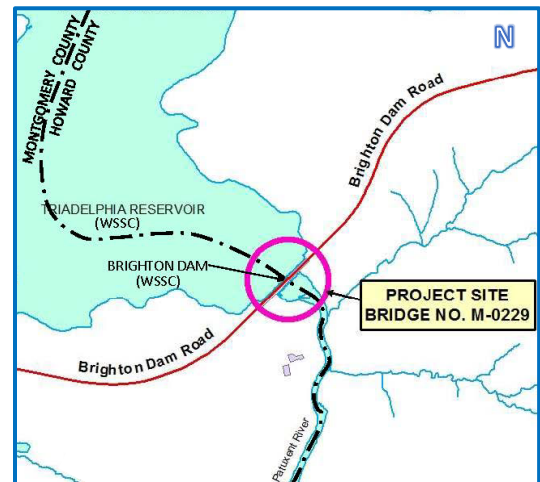 N
MONTGOMERY COUNTY
HOWARD COUNTY
Brighton Dam Road
TRIADELPHIA RESERVOIR
(WSSC)
BRIGHTON DAM
(WSSC)
PROJECT SITE
BRIDGE NO. M-0229
Brighton Dam Road
Patuxent River